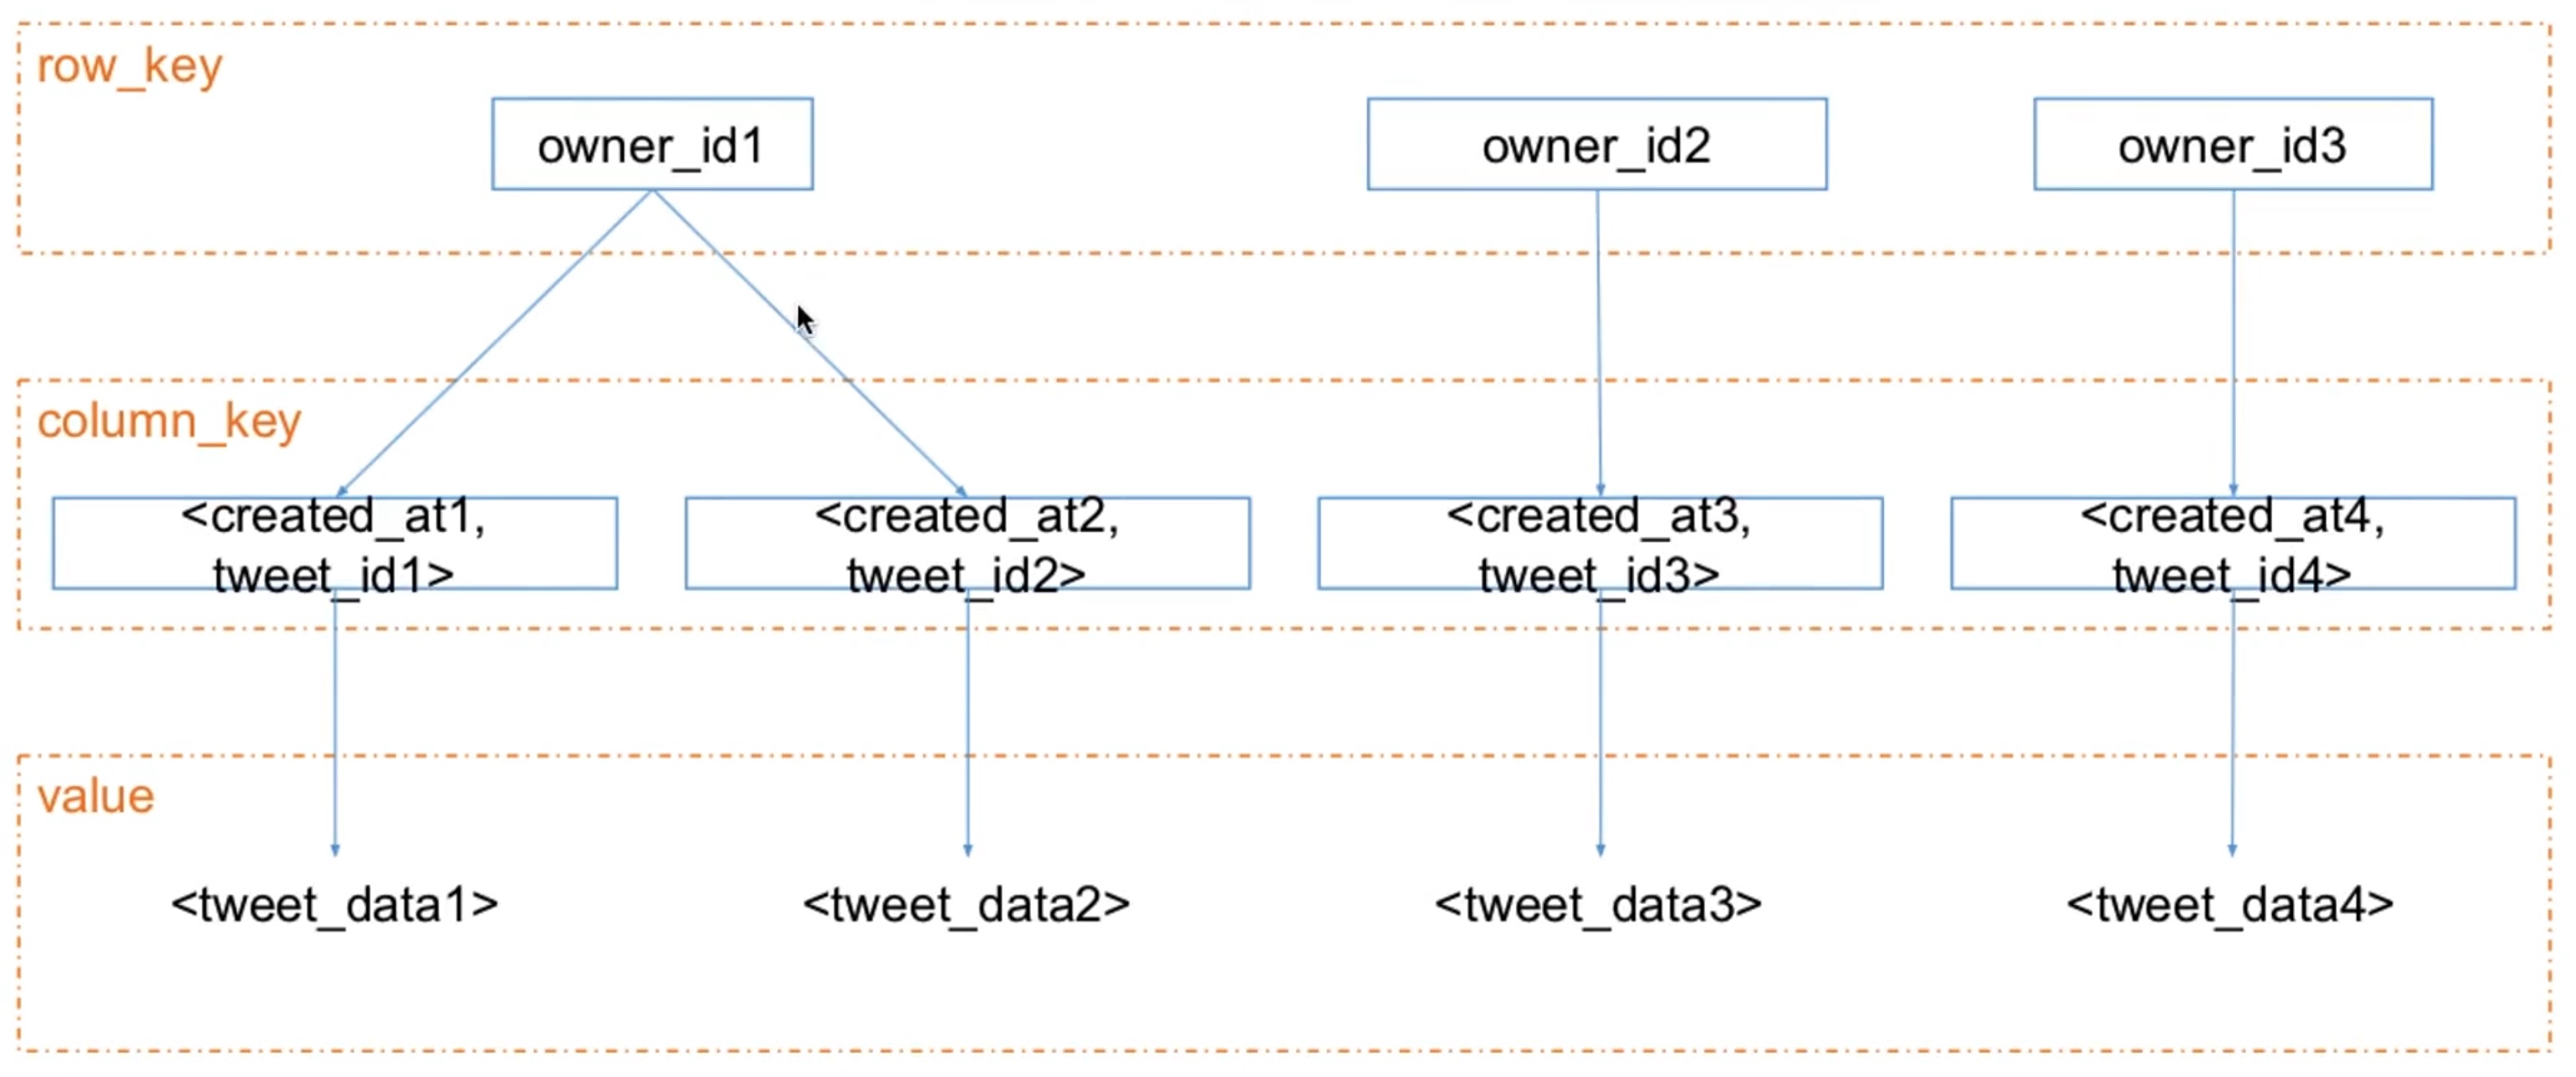 row_key
owner_id1
owner_id2
owner_id3
column_key
<created_at1,
tweet_id1>
<created_at2,
tweet_id2>
<created_at3,
tweet_id3>
<created_at4,
tweet_id4>
value
<tweet_data1>
<tweet_data2>
<tweet_data3>
<tweet_data4>